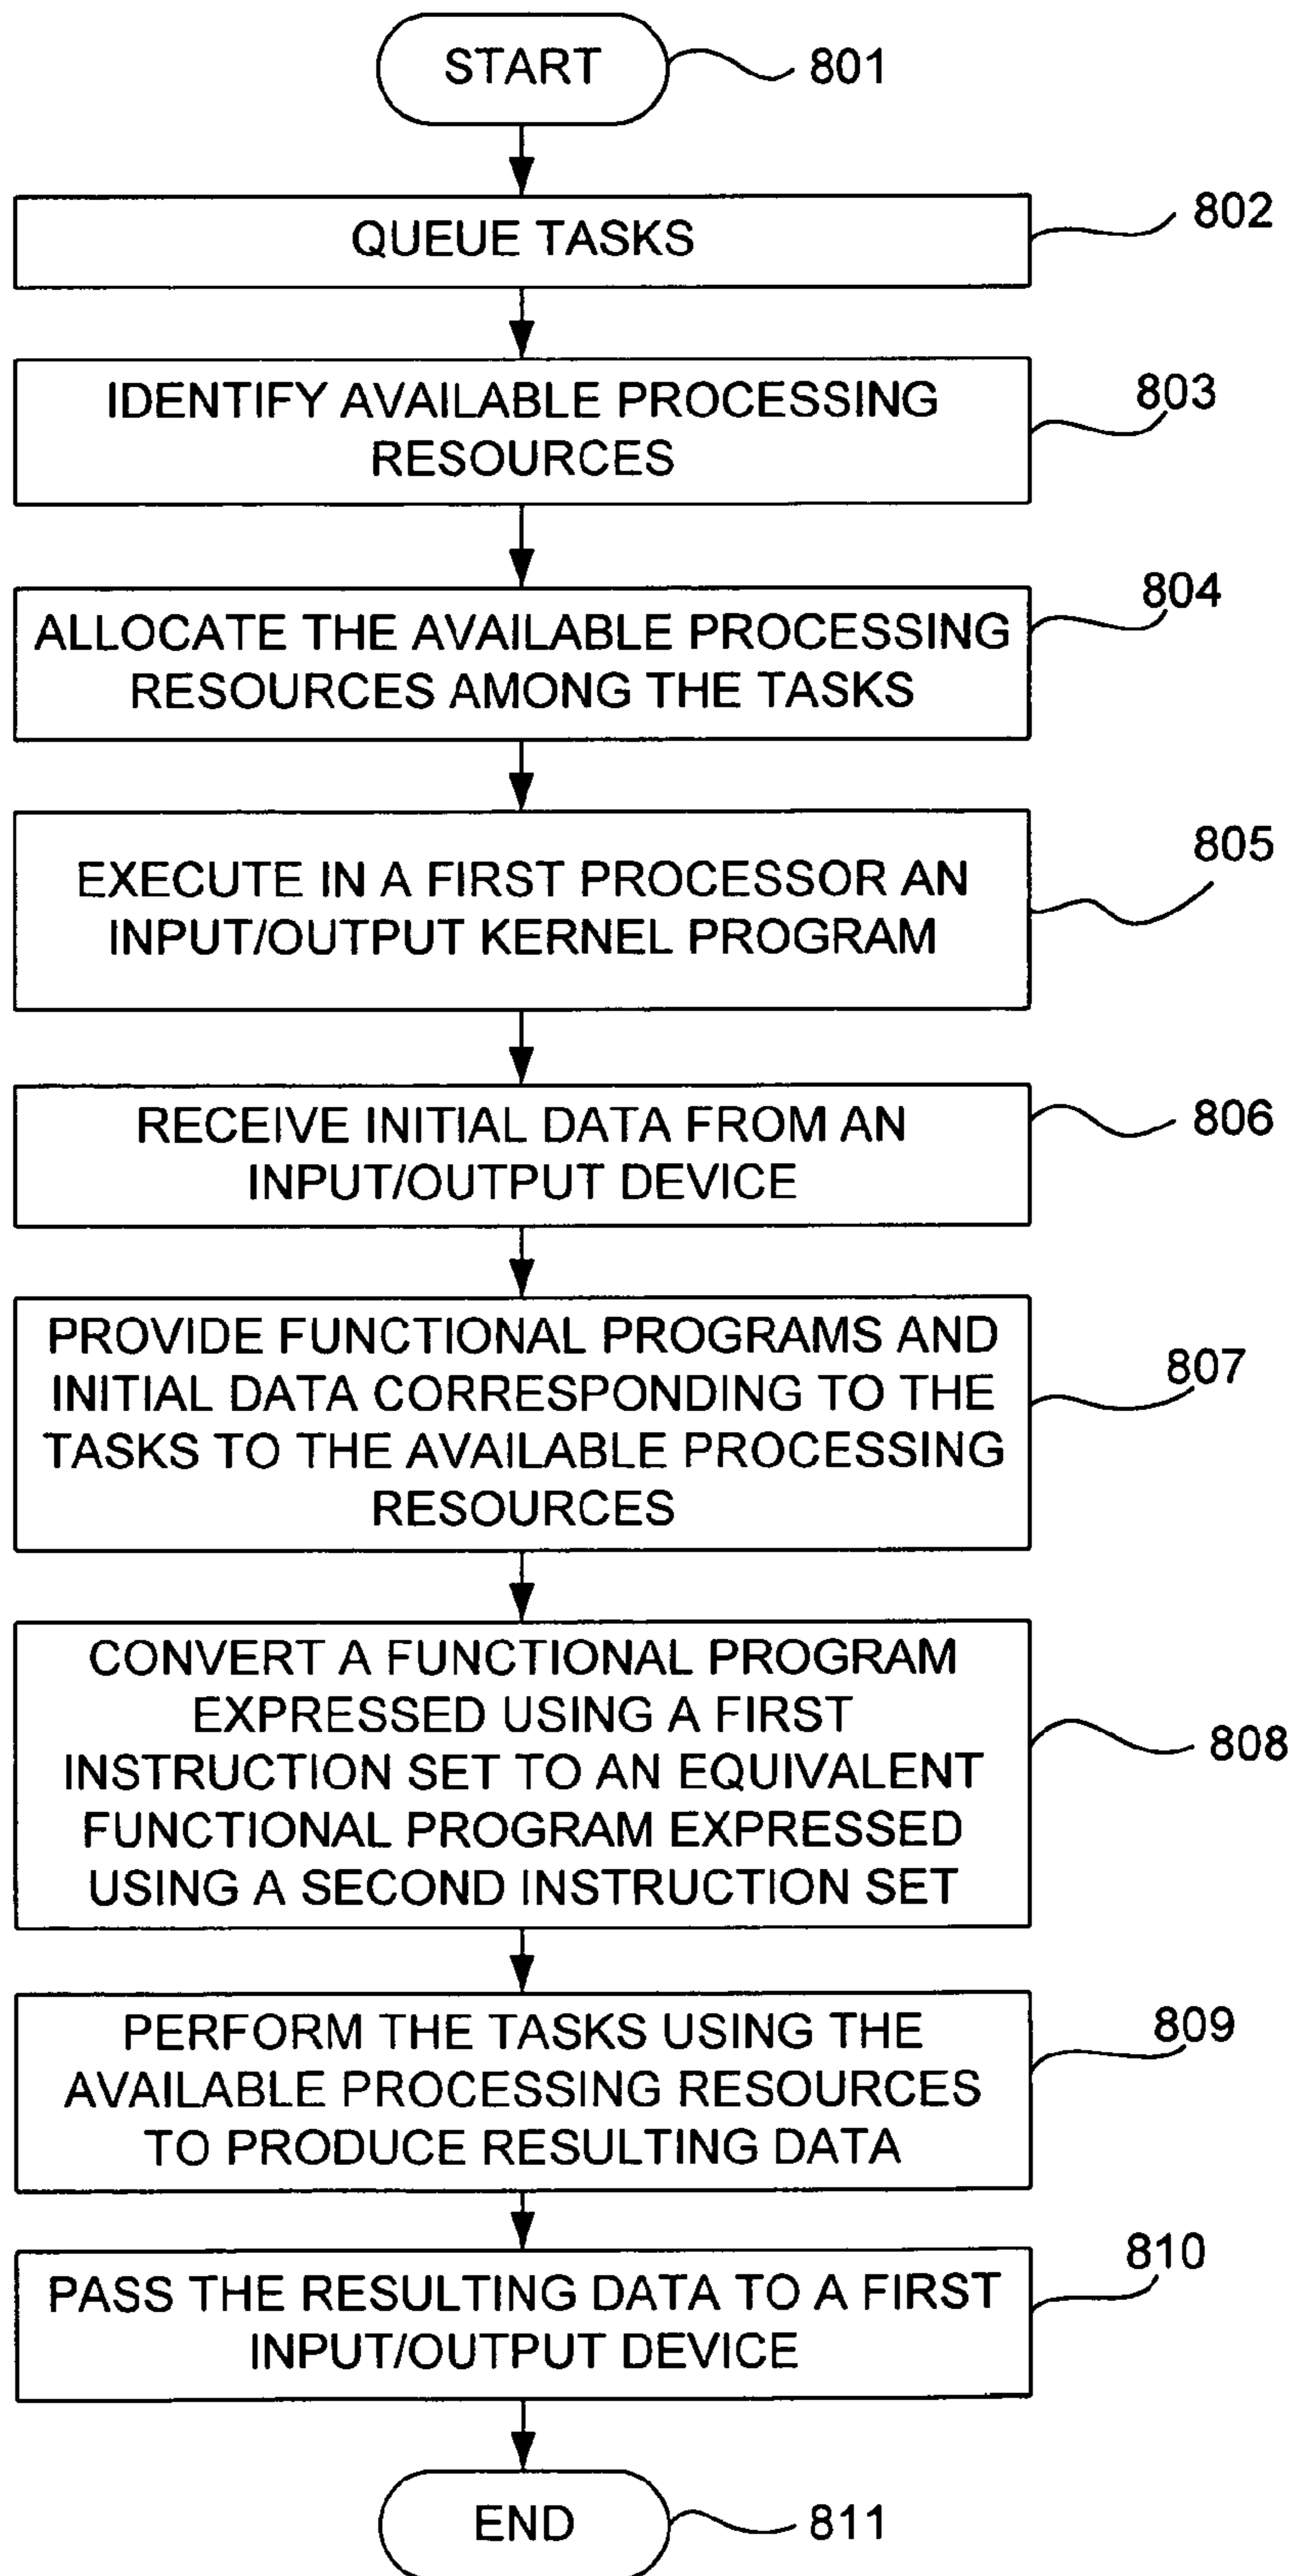 START
801
QUEUE TASKS
802
IDENTIFY AVAILABLE PROCESSING
RESOURCES
803
ALLOCATE THE AVAILABLE PROCESSING
RESOURCES AMONG THE TASKS
804
EXECUTE IN A FIRST PROCESSOR AN
INPUT/OUTPUT KERNEL PROGRAM
805
RECEIVE INITIAL DATA FROM AN
INPUT/OUTPUT DEVICE
806
PROVIDE FUNCTIONAL PROGRAMS AND
INITIAL DATA CORRESPONDING TO THE
TASKS TO THE AVAILABLE PROCESSING
RESOURCES
807
CONVERT A FUNCTIONAL PROGRAM
EXPRESSED USING A FIRST
INSTRUCTION SET TO AN EQUIVALENT
FUNCTIONAL PROGRAM EXPRESSED
USING A SECOND INSTRUCTION SET
808
PERFORM THE TASKS USING THE
AVAILABLE PROCESSING RESOURCES
TO PRODUCE RESULTING DATA
809
PASS THE RESULTING DATA TO A FIRST
INPUT/OUTPUT DEVICE
810
END
811